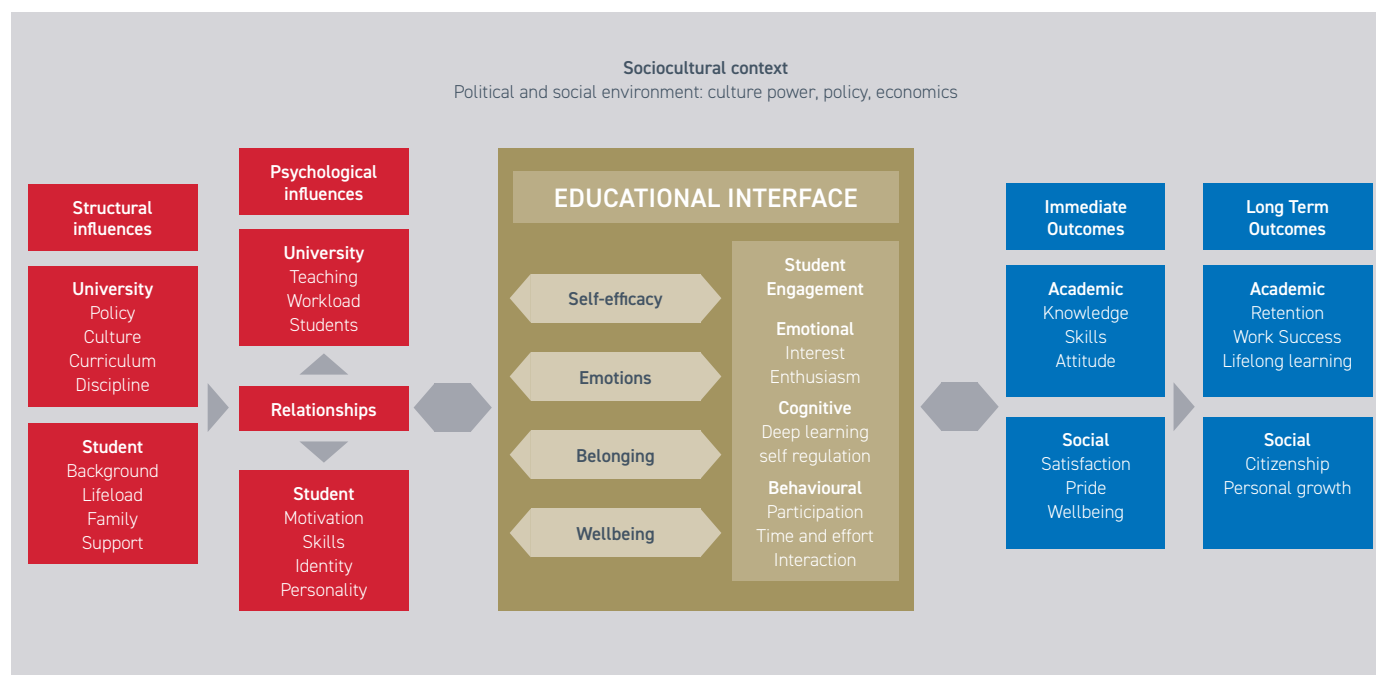 Sociocultural context
Political and social environment: culture power, policy, economics
Structural
influences
University
Policy
Culture
Curriculum
Discipline
Student
Background
Lifeload
Family
Support
Psychological
influences
University
Teaching
Workload
Students
Relationships
Student
Motivation
Skills
Identity
Personality
EDUCATIONAL INTERFACE
Self-efficacy
Emotions
Belonging
Wellbeing
Student
Engagement
Emotional
Interest
Enthusiasm
Cognitive
Deep learning
self regulation
Behavioural
Participation
Time and effort
Interaction
Immediate
Outcomes
Academic
Knowledge
Skills
Attitude
Social
Satisfaction
Pride
Wellbeing
Long Term
Outcomes
Academic
Retention
Work Success
Lifelong learning
Social
Citizenship
Personal growth